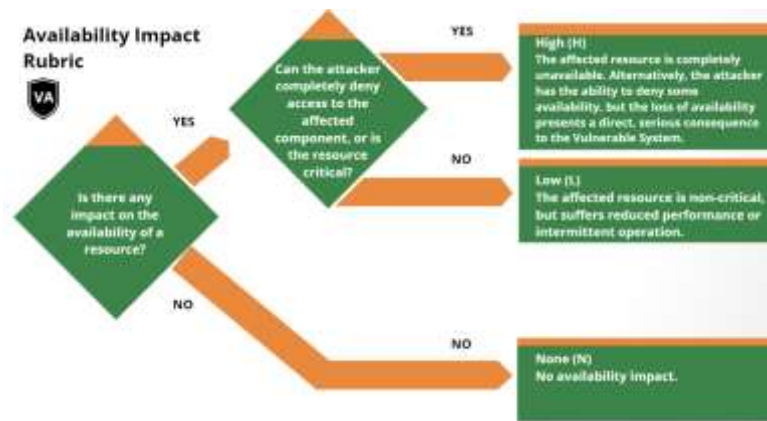 Availability Impact
Rubric
VA
YES
NO
Is there any
impact on the
availability of a
resource?
Can the attacker
completely deny
access to the
affected
component, or is
the resource
critical?
YES
NO
NO
High (H)
The affected resource is completely
unavailable. Alternatively, the attacker
has the ability to deny some
availability, but the loss of availability
presents a direct, serious consequence
to the Vulnerable System.
Low (L)
The affected resource is non-critical,
but suffers reduced performance or
intermittent operation.
None (N)
No availability impact.